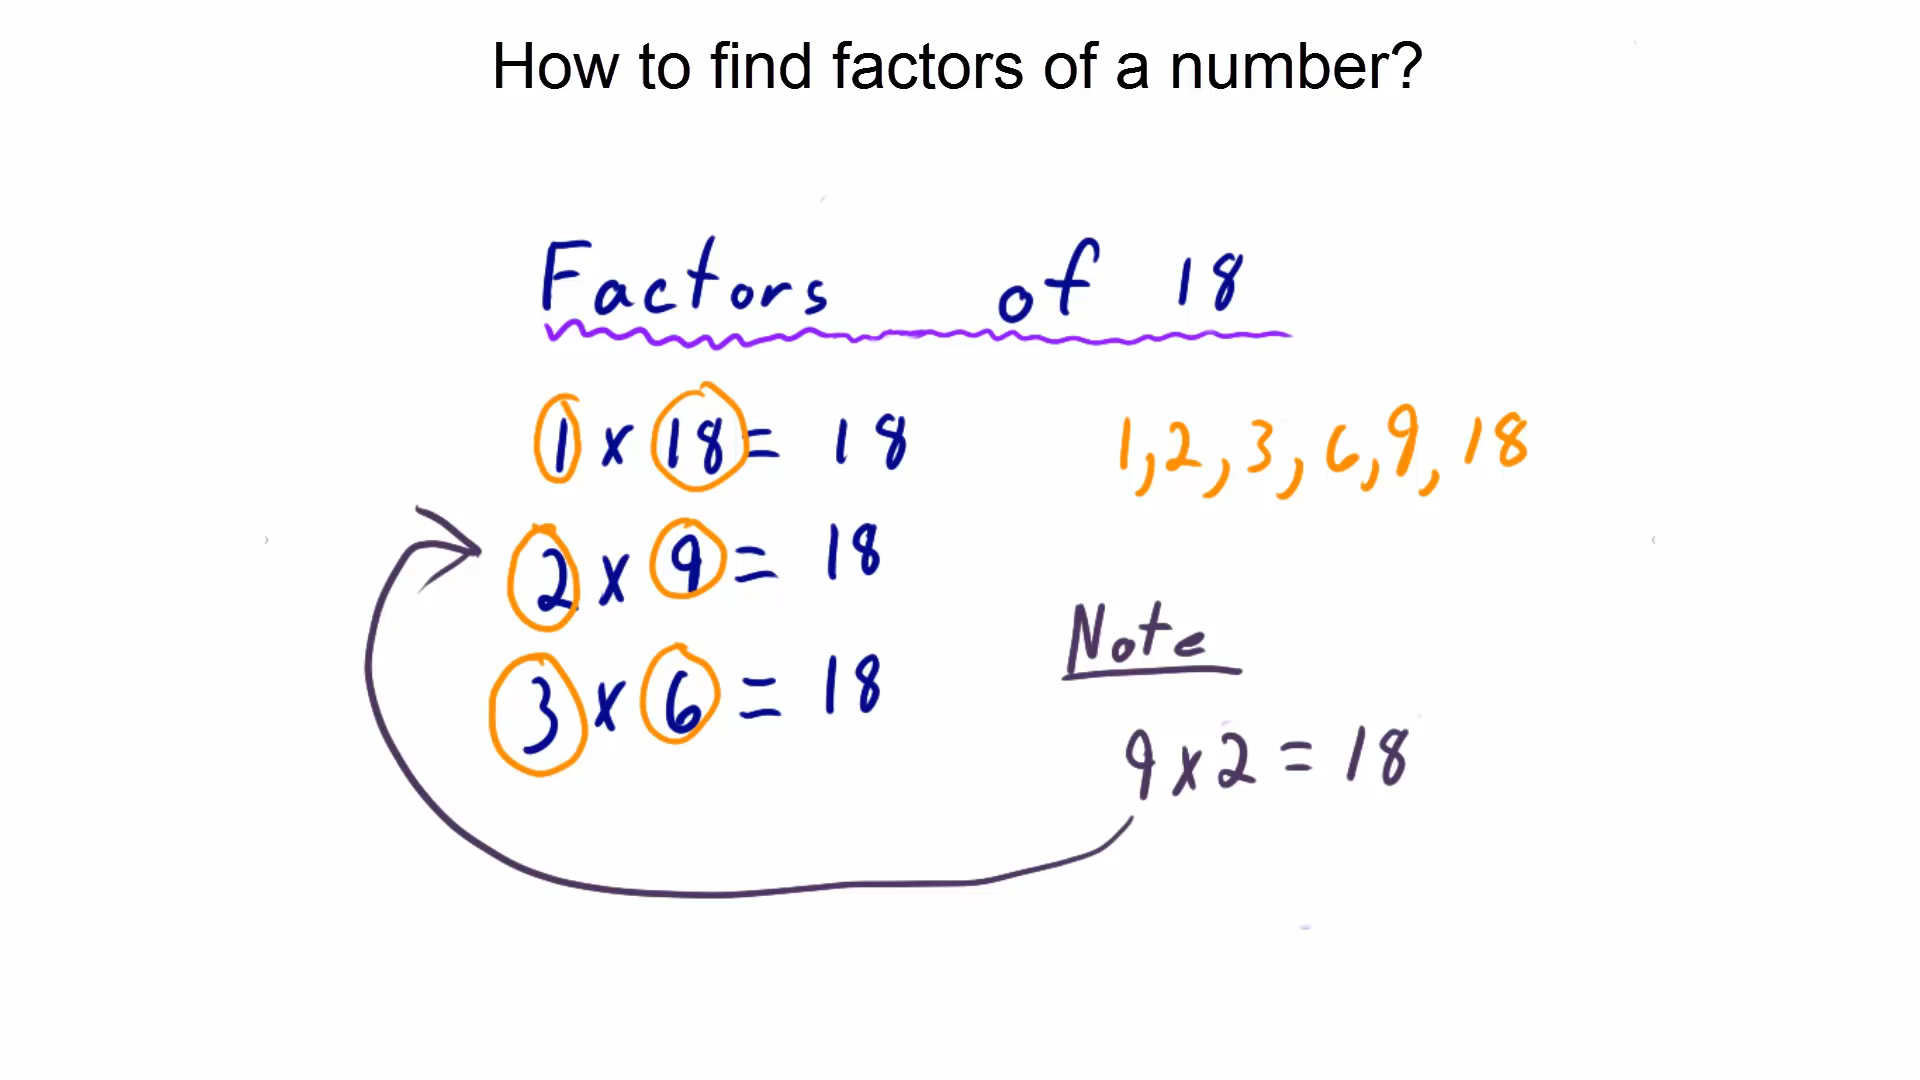 How to find factors of a number?
Factors of 18
1 x 18 = 18
1, 2, 3, 6, 9, 18
2 x 9 = 18
3 x 6 = 18
Note
9 x 2 = 18